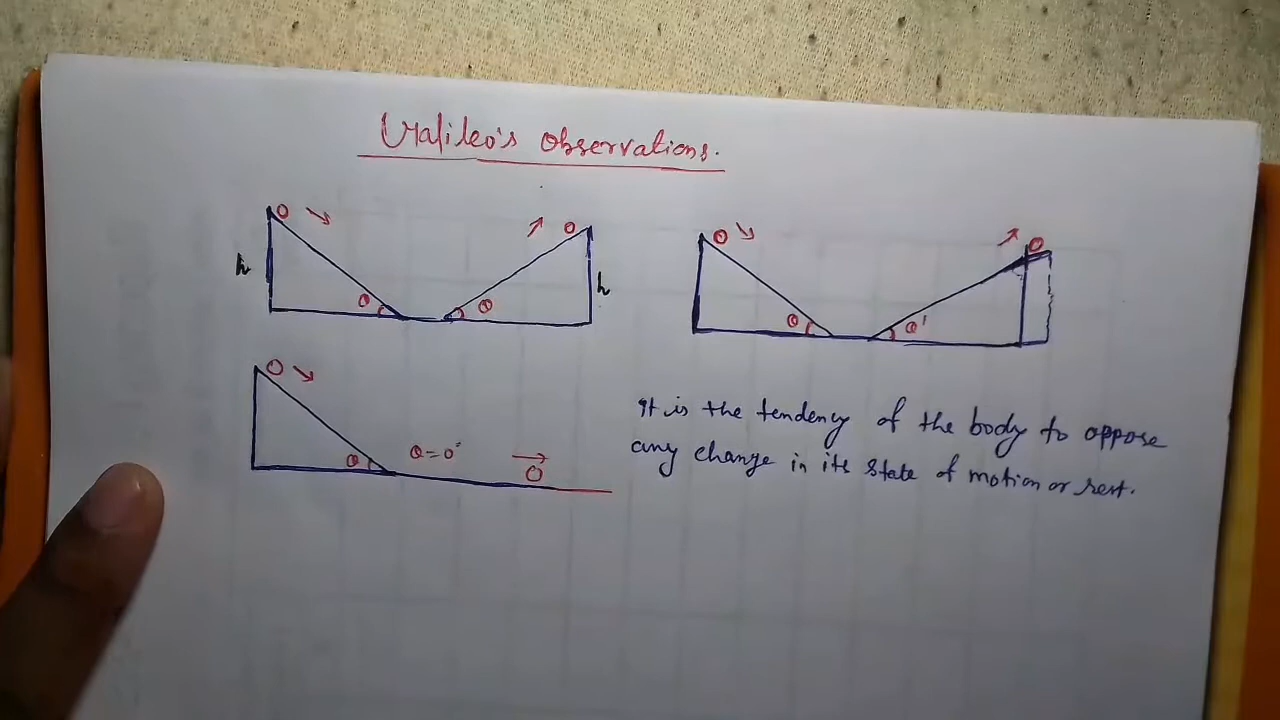 Galileo's observations.
h
θ
θ
h
θ
θ'
θ
θ=0°
It is the tendency of the body to oppose
any change in its state of motion or rest.